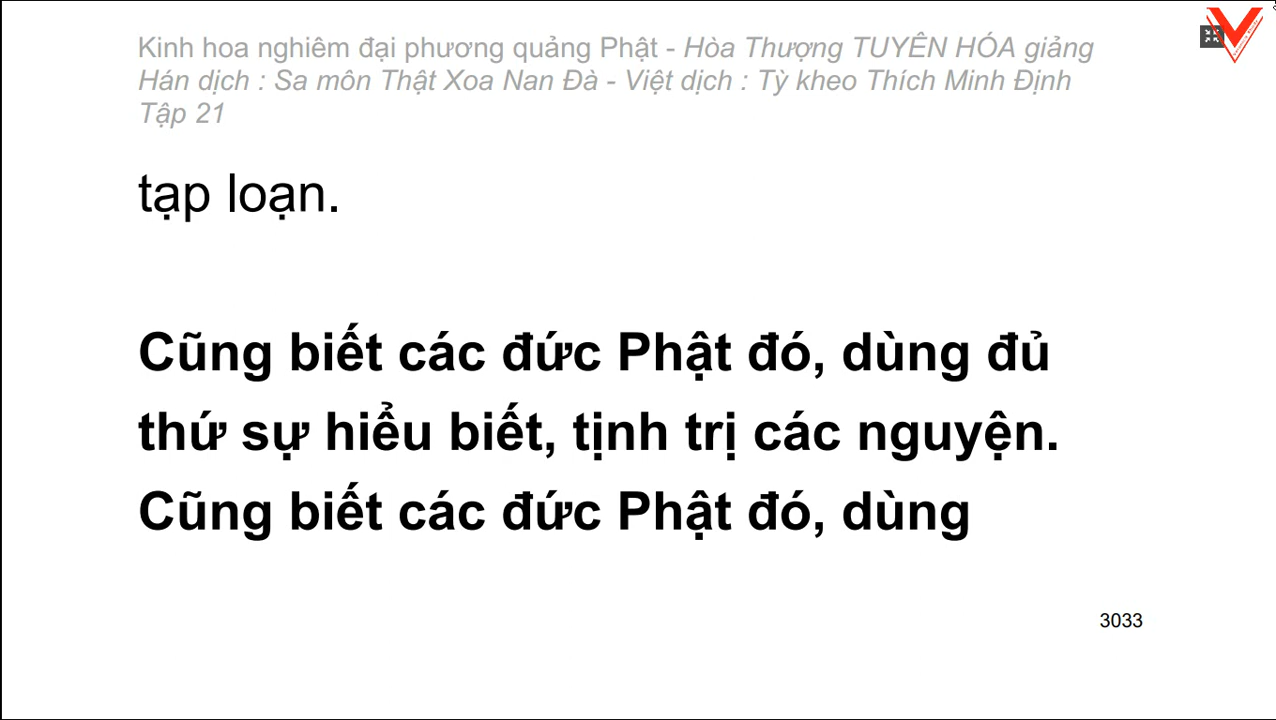 Kinh hoa nghiêm đại phương quảng Phật - Hòa Thượng TUYÊN HÓA giảng
Hán dịch : Sa môn Thật Xoa Nan Đà - Việt dịch : Tỳ kheo Thích Minh Định
Tập 21
tạp loạn.
Cũng biết các đức Phật đó, dùng đủ
thứ sự hiểu biết, tịnh trị các nguyện.
Cũng biết các đức Phật đó, dùng
3033